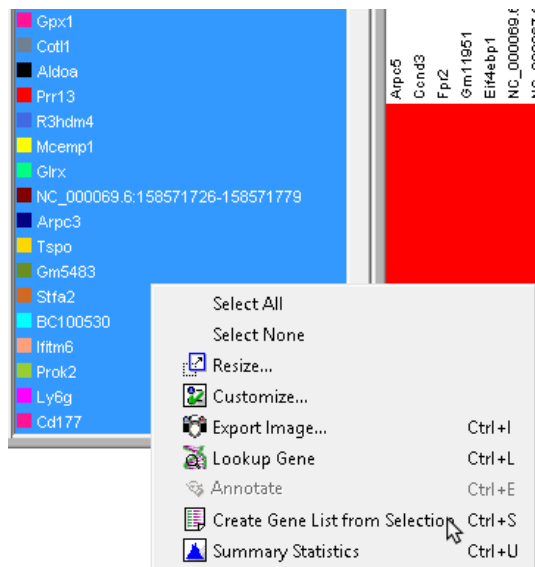 Gpx1
Cotl1
Aldoa
Prr13
R3hdm4
Mcemp1
Glrx
NC_000069.6:158571726-158571779
Arpc3
Tspo
Gm5483
Stfa2
BC100530
Ifitm6
Prok2
Ly6g
Cd177
Arpc5
Ccnd3
Fpr2
Gm11951
Eif4ebp1
NC_000069.6
Select All
Select None
Resize...
Customize...
Export Image... Ctrl+I
Lookup Gene Ctrl+L
Annotate Ctrl+E
Create Gene List from Selection Ctrl+S
Summary Statistics Ctrl+U